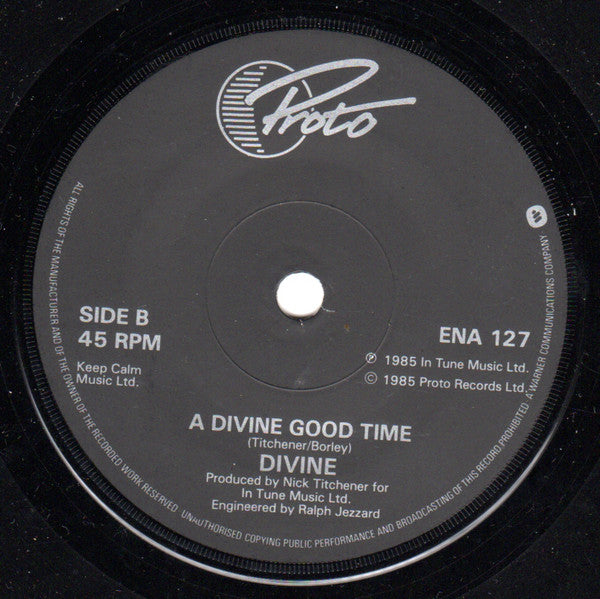 Proto
SIDE B
45 RPM
Keep Calm
Music Ltd.
ENA 127
℗ 1985 In Tune Music Ltd.
© 1985 Proto Records Ltd.
A DIVINE GOOD TIME
(Titchener/Borley)
DIVINE
Produced by Nick Titchener for
In Tune Music Ltd.
Engineered by Ralph Jezzard
ALL RIGHTS OF THE MANUFACTURER AND OF THE OWNER OF THE RECORDED WORK RESERVED. UNAUTHORISED COPYING PUBLIC PERFORMANCE AND BROADCASTING OF THIS RECORD PROHIBITED. A WARNER COMMUNICATIONS COMPANY